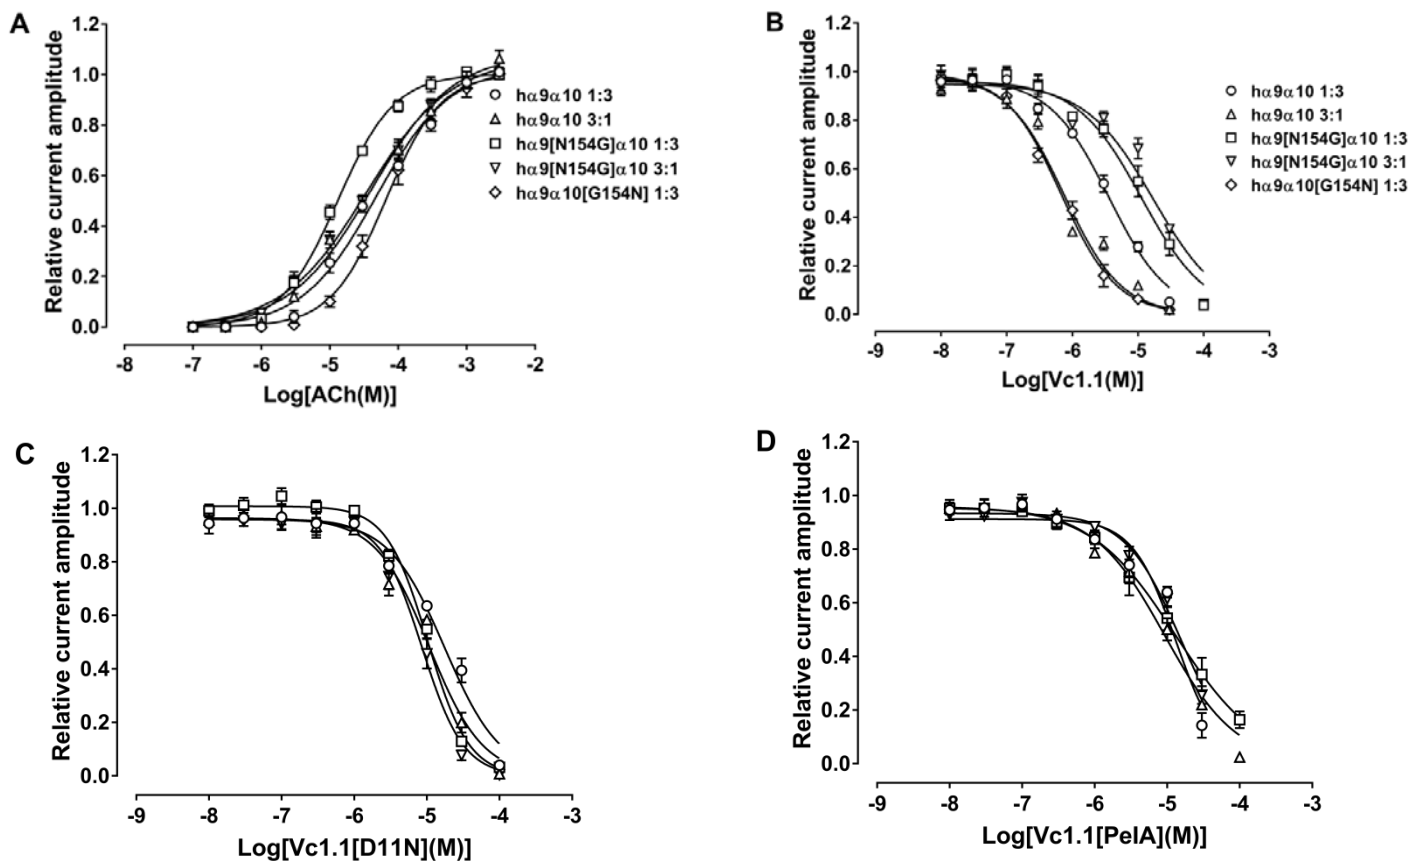 A
Relative current amplitude
1.2
1.0
0.8
0.6
0.4
0.2
0.0
-8
-7
-6
-5
-4
-3
-2
Log[ACh(M)]
hα9α10 1:3
hα9α10 3:1
hα9[N154G]α10 1:3
hα9[N154G]α10 3:1
hα9α10[G154N] 1:3
B
Relative current amplitude
1.2
1.0
0.8
0.6
0.4
0.2
0.0
-9
-8
-7
-6
-5
-4
-3
Log[Vc1.1(M)]
hα9α10 1:3
hα9α10 3:1
hα9[N154G]α10 1:3
hα9[N154G]α10 3:1
hα9α10[G154N] 1:3
C
Relative current amplitude
1.2
1.0
0.8
0.6
0.4
0.2
0.0
-9
-8
-7
-6
-5
-4
-3
Log[Vc1.1[D11N](M)]
D
Relative current amplitude
1.2
1.0
0.8
0.6
0.4
0.2
0.0
-9
-8
-7
-6
-5
-4
-3
Log[Vc1.1[PelA](M)]